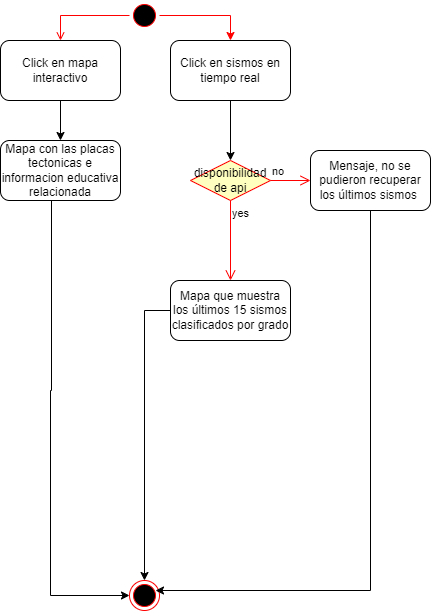 Click en mapa
interactivo
Click en sismos en
tiempo real
Mapa con las placas
tectonicas e
informacion educativa
relacionada
disponibilidad
de api
no
yes
Mensaje, no se
pudieron recuperar
los últimos sismos
Mapa que muestra
los últimos 15 sismos
clasificados por grado